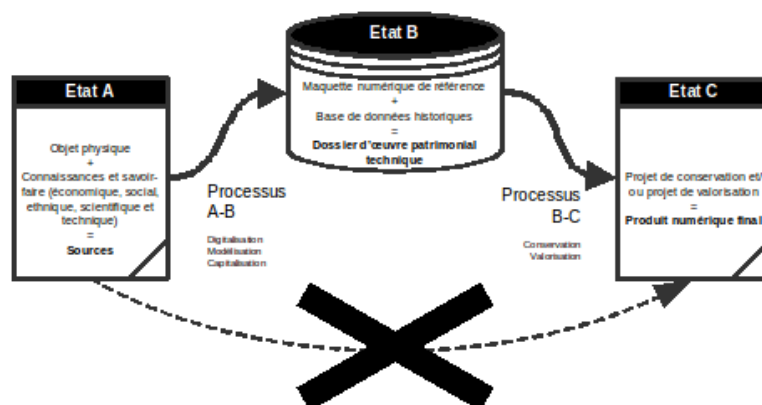 Etat A
Objet physique
+
Connaissances et savoir-
faire (économique, social,
ethnique, scientifique et
technique)
=
Sources
Processus
A-B
Digitalisation
Modélisation
Capitalisation
Etat B
Maquette numérique de référence
+
Base de données historiques
=
Dossier d'œuvre patrimonial
technique
Processus
B-C
Conservation
Valorisation
Etat C
Projet de conservation et/
ou projet de valorisation
=
Produit numérique final